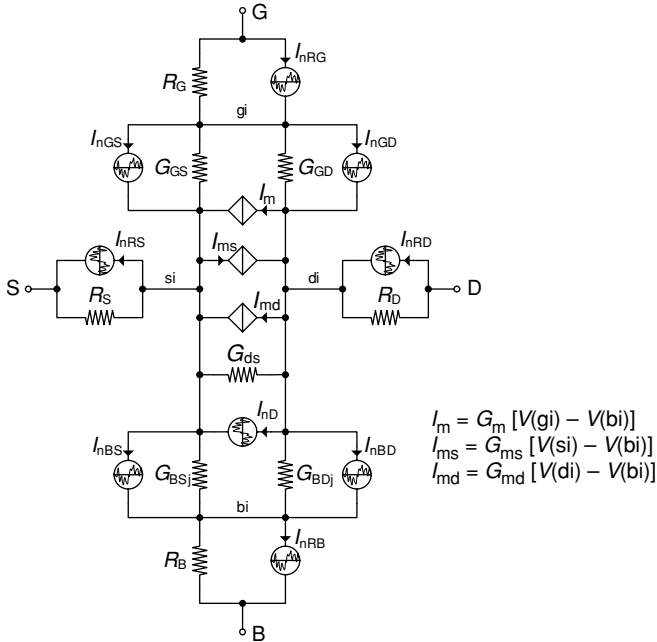 G
I_nRG
R_G
gi
I_nGS
I_nGD
G_GS
G_GD
I_m
I_nRS
I_ms
I_nRD
S
si
di
D
R_S
I_md
R_D
G_ds
I_nD
I_m = G_m [V(gi) – V(bi)]
I_nBS
I_nBD
I_ms = G_ms [V(si) – V(bi)]
G_BSj
G_BDj
I_md = G_md [V(di) – V(bi)]
bi
I_nRB
R_B
B